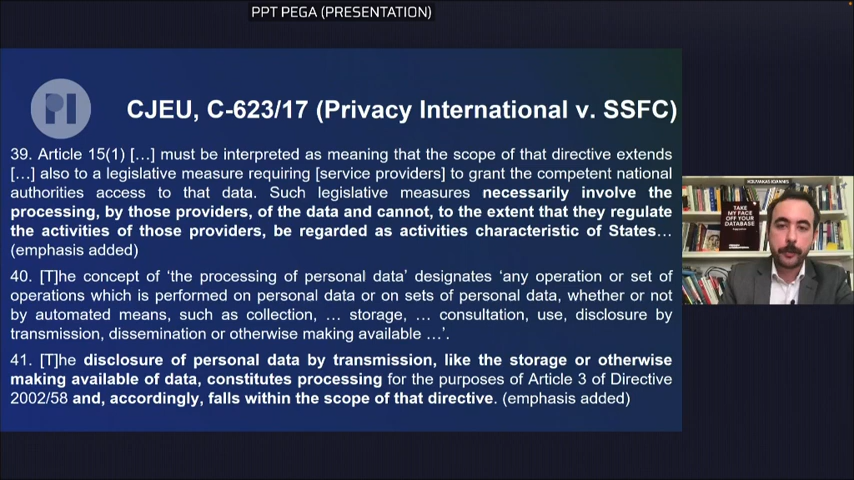 PPT PEGA (PRESENTATION)
PI
CJEU, C-623/17 (Privacy International v. SSFC)
39. Article 15(1) […] must be interpreted as meaning that the scope of that directive extends
[…] also to a legislative measure requiring [service providers] to grant the competent national
authorities access to that data. Such legislative measures necessarily involve the
processing, by those providers, of the data and cannot, to the extent that they regulate
the activities of those providers, be regarded as activities characteristic of States…
(emphasis added)
40. [T]he concept of ‘the processing of personal data’ designates ‘any operation or set of
operations which is performed on personal data or on sets of personal data, whether or not
by automated means, such as collection, … storage, … consultation, use, disclosure by
transmission, dissemination or otherwise making available …’.
41. [T]he disclosure of personal data by transmission, like the storage or otherwise
making available of data, constitutes processing for the purposes of Article 3 of Directive
2002/58 and, accordingly, falls within the scope of that directive. (emphasis added)
KOUVAKAS IOANNIS
TAKE
MY FACE
OFF YOUR
DATABASE